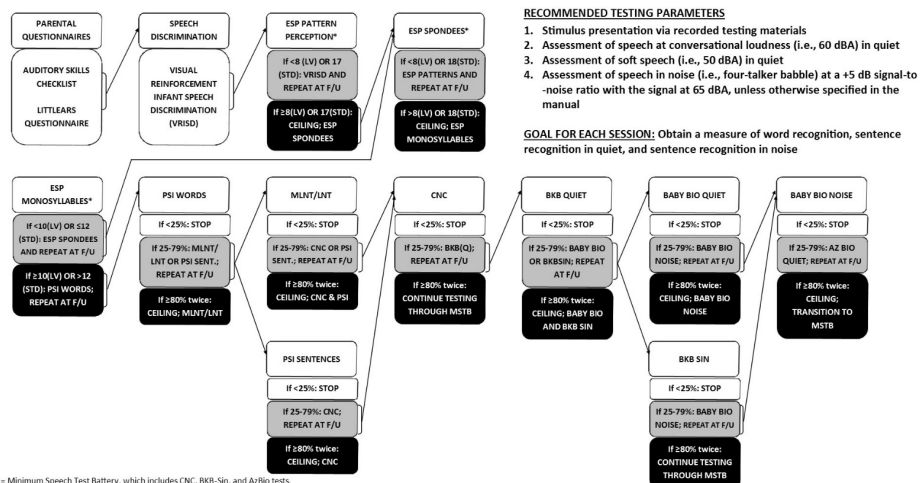 PARENTAL
QUESTIONNAIRES
AUDITORY SKILLS
CHECKLIST
LITTLEARS
QUESTIONNAIRE
SPEECH
DISCRIMINATION
VISUAL
REINFORCEMENT
INFANT SPEECH
DISCRIMINATION
(VRISD)
ESP PATTERN
PERCEPTION*
If <8 (LV) OR 17
(STD): VRISD AND
REPEAT AT F/U
If ≥8(LV) OR 17(STD):
CEILING; ESP
SPONDEES
ESP SPONDEES*
If <8(LV) OR 18(STD):
ESP PATTERNS AND
REPEAT AT F/U
If >8(LV) OR 18(STD):
CEILING; ESP
MONOSYLLABLES
RECOMMENDED TESTING PARAMETERS
1. Stimulus presentation via recorded testing materials
2. Assessment of speech at conversational loudness (i.e., 60 dBA) in quiet
3. Assessment of soft speech (i.e., 50 dBA) in quiet
4. Assessment of speech in noise (i.e., four-talker babble) at a +5 dB signal-to
-noise ratio with the signal at 65 dBA, unless otherwise specified in the
manual
GOAL FOR EACH SESSION: Obtain a measure of word recognition, sentence
recognition in quiet, and sentence recognition in noise
ESP
MONOSYLLABLES*
If <10(LV) OR ≤12
(STD): ESP SPONDEES
AND REPEAT AT F/U
If ≥10(LV) OR >12
(STD): PSI WORDS;
REPEAT AT F/U
PSI WORDS
If <25%: STOP
If 25-79%: MLNT/
LNT OR PSI SENT.;
REPEAT AT F/U
If ≥80% twice:
CEILING; MLNT/LNT
MLNT/LNT
If <25%: STOP
If 25-79%: CNC OR PSI
SENT.; REPEAT AT F/U
If ≥80% twice:
CEILING; CNC & PSI
CNC
If <25%: STOP
If 25-79%: BKB(Q);
REPEAT AT F/U
If ≥80% twice:
CONTINUE TESTING
THROUGH MSTB
BKB QUIET
If <25%: STOP
If 25-79%: BABY BIO
OR BKBSIN; REPEAT
AT F/U
If ≥80% twice:
CEILING; BABY BIO
AND BKB SIN
BABY BIO QUIET
If <25%: STOP
If 25-79%: BABY BIO
NOISE; REPEAT AT F/U
If ≥80% twice:
CEILING; BABY BIO
NOISE
BABY BIO NOISE
If <25%: STOP
If 25-79%: AZ BIO
QUIET; REPEAT AT F/U
If ≥80% twice:
CEILING;
TRANSITION TO
MSTB
PSI SENTENCES
If <25%: STOP
If 25-79%: CNC;
REPEAT AT F/U
If ≥80% twice:
CEILING; CNC
BKB SIN
If <25%: STOP
If 25-79%: BABY BIO
NOISE; REPEAT AT F/U
If ≥80% twice:
CONTINUE TESTING
THROUGH MSTB
= Minimum Speech Test Battery, which includes CNC, BKB-Sin, and AzBio tests.